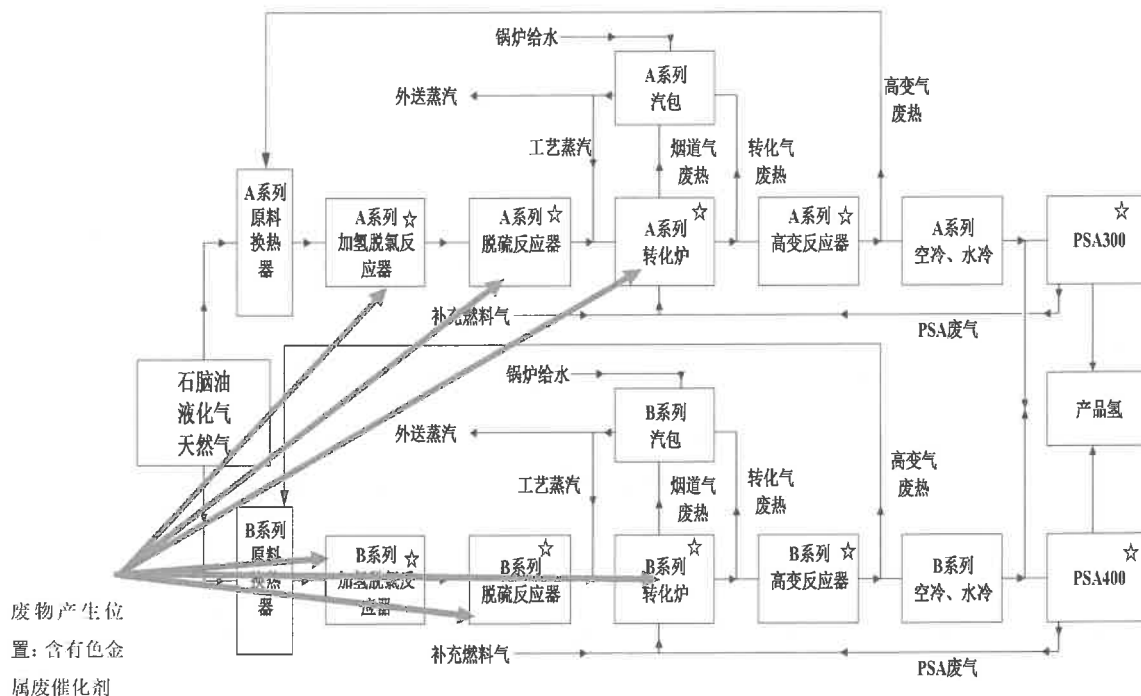 锅炉给水
A系列
汽包
外送蒸汽
高变气
废热
工艺蒸汽
烟道气
废热
转化气
废热
A系列
原料
换热
器
A系列☆
加氢脱氯反
应器
A系列☆
脱硫反应器
A系列☆
转化炉
A系列☆
高变反应器
A系列
空冷、水冷
☆
PSA300
补充燃料气
PSA废气
石脑油
液化气
天然气
锅炉给水
B系列
汽包
产品氢
外送蒸汽
高变气
废热
工艺蒸汽
烟道气
废热
转化气
废热
B系列
原料
换热
器
B系列☆
加氢脱氯反
应器
B系列☆
脱硫反应器
B系列☆
转化炉
B系列☆
高变反应器
B系列
空冷、水冷
☆
PSA400
补充燃料气
PSA废气
废物产生位
置：含有色金
属废催化剂